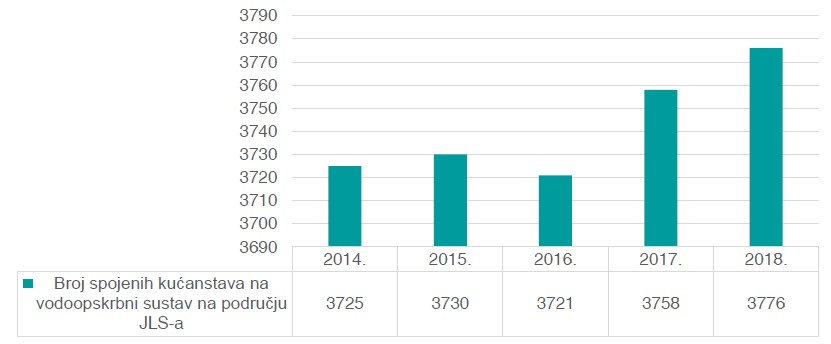 3790
3780
3770
3760
3750
3740
3730
3720
3710
3700
3690
2014. 2015. 2016. 2017. 2018.
Broj spojenih kućanstava na
vodoopskrbni sustav na području
JLS-a
3725 3730 3721 3758 3776